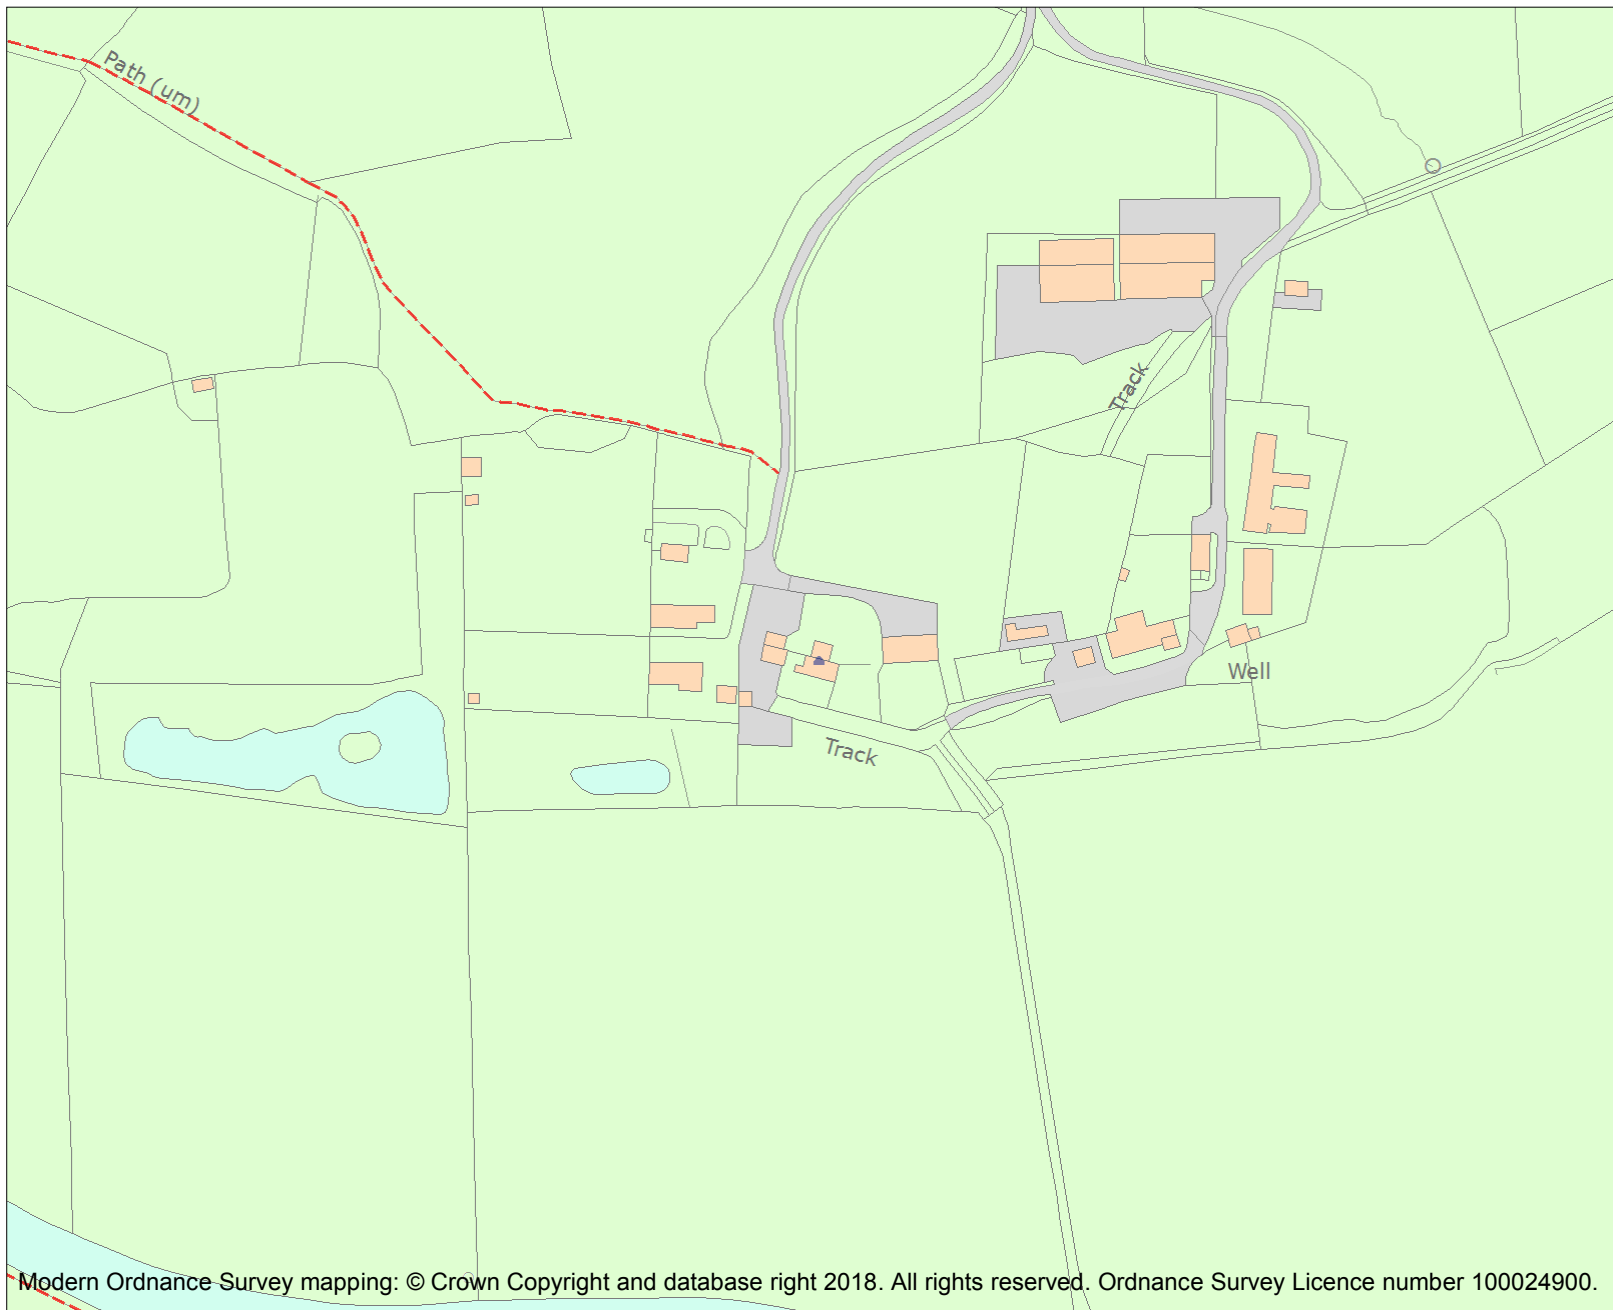 Path (um)
Track
Well
Track
Modern Ordnance Survey mapping: © Crown Copyright and database right 2018. All rights reserved. Ordnance Survey Licence number 100024900.